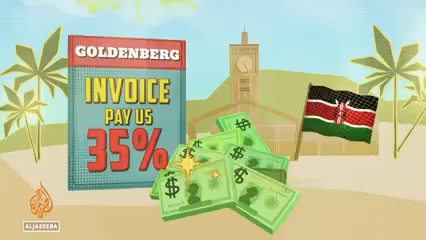 GOLDENBERG
INVOICE
PAY US
35%
$
$
$
$
ALJAZEERA